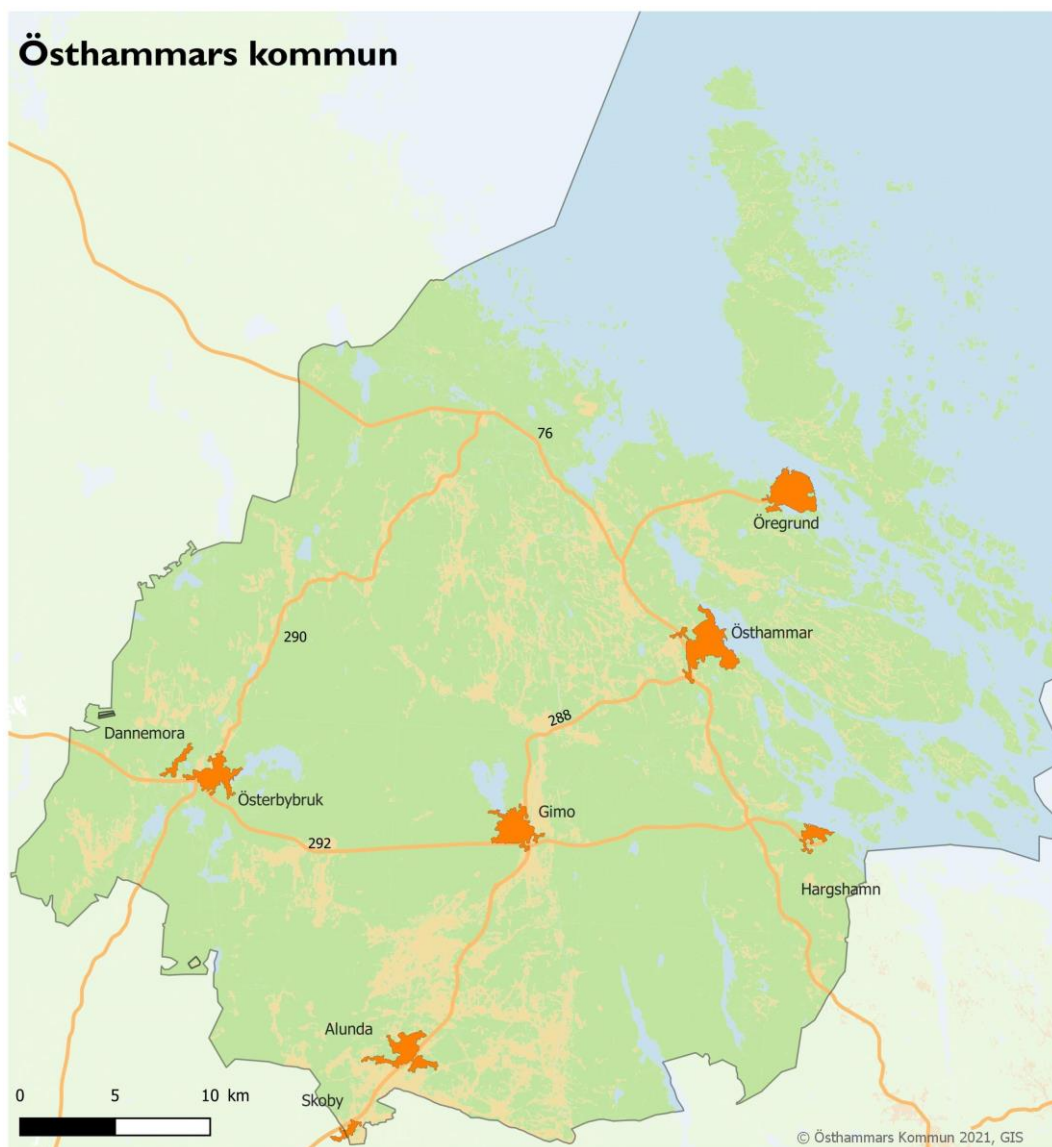 Östhammars kommun
76
Öregrund
Östhammar
290
288
Dannemora
Österbybruk
Gimo
292
Hargshamn
Alunda
Skoby
0 5 10 km
© Östhammars Kommun 2021, GIS